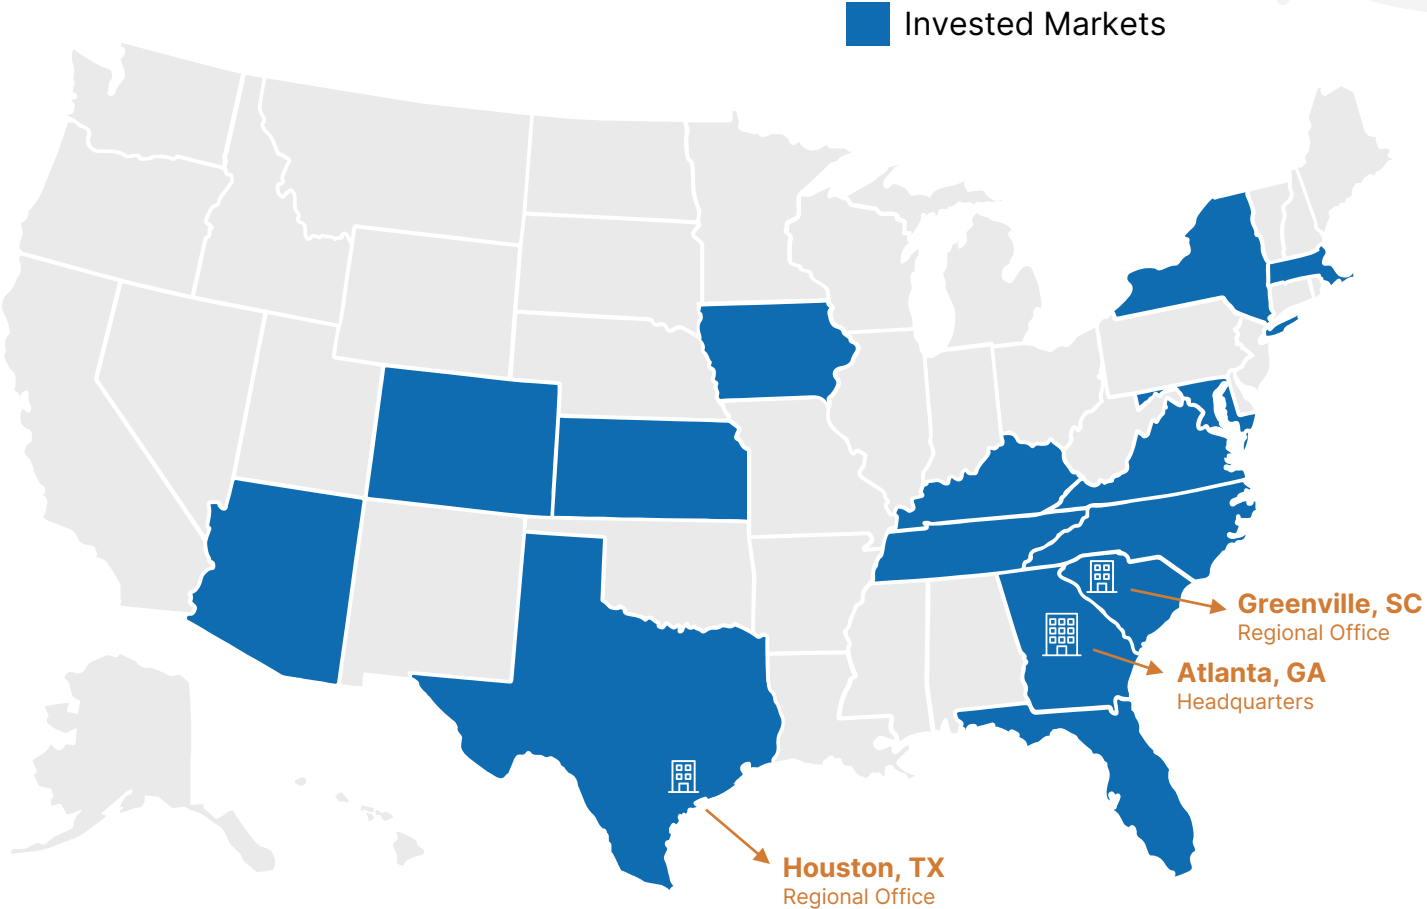 Invested Markets
Greenville, SC
Regional Office
Atlanta, GA
Headquarters
Houston, TX
Regional Office